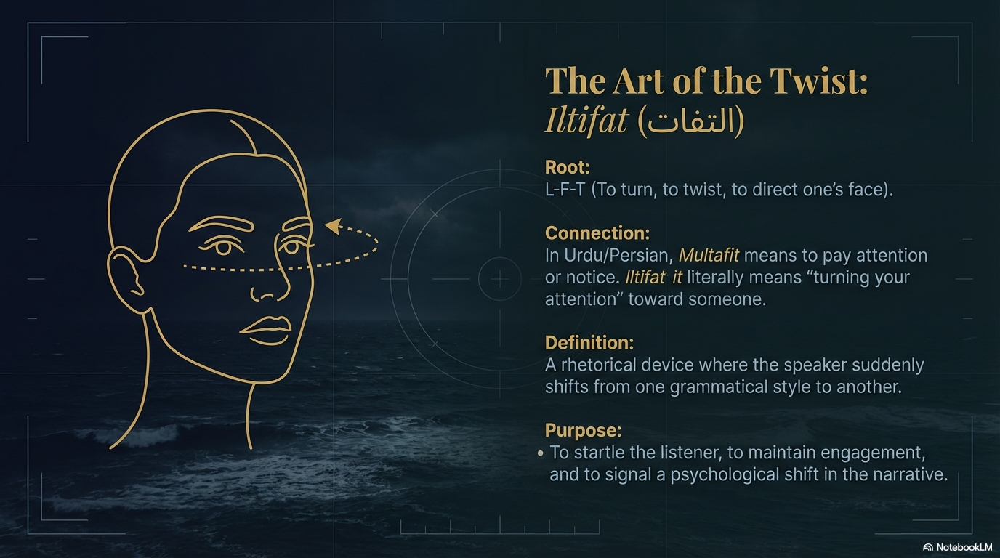 The Art of the Twist:
Iltifat (التفات)
Root:
L-F-T (To turn, to twist, to direct one’s face).
Connection:
In Urdu/Persian, Multafit means to pay attention
or notice. Iltifat it literally means “turning your
attention” toward someone.
Definition:
A rhetorical device where the speaker suddenly
shifts from one grammatical style to another.
Purpose:
• To startle the listener, to maintain engagement,
and to signal a psychological shift in the narrative.
NotebookLM